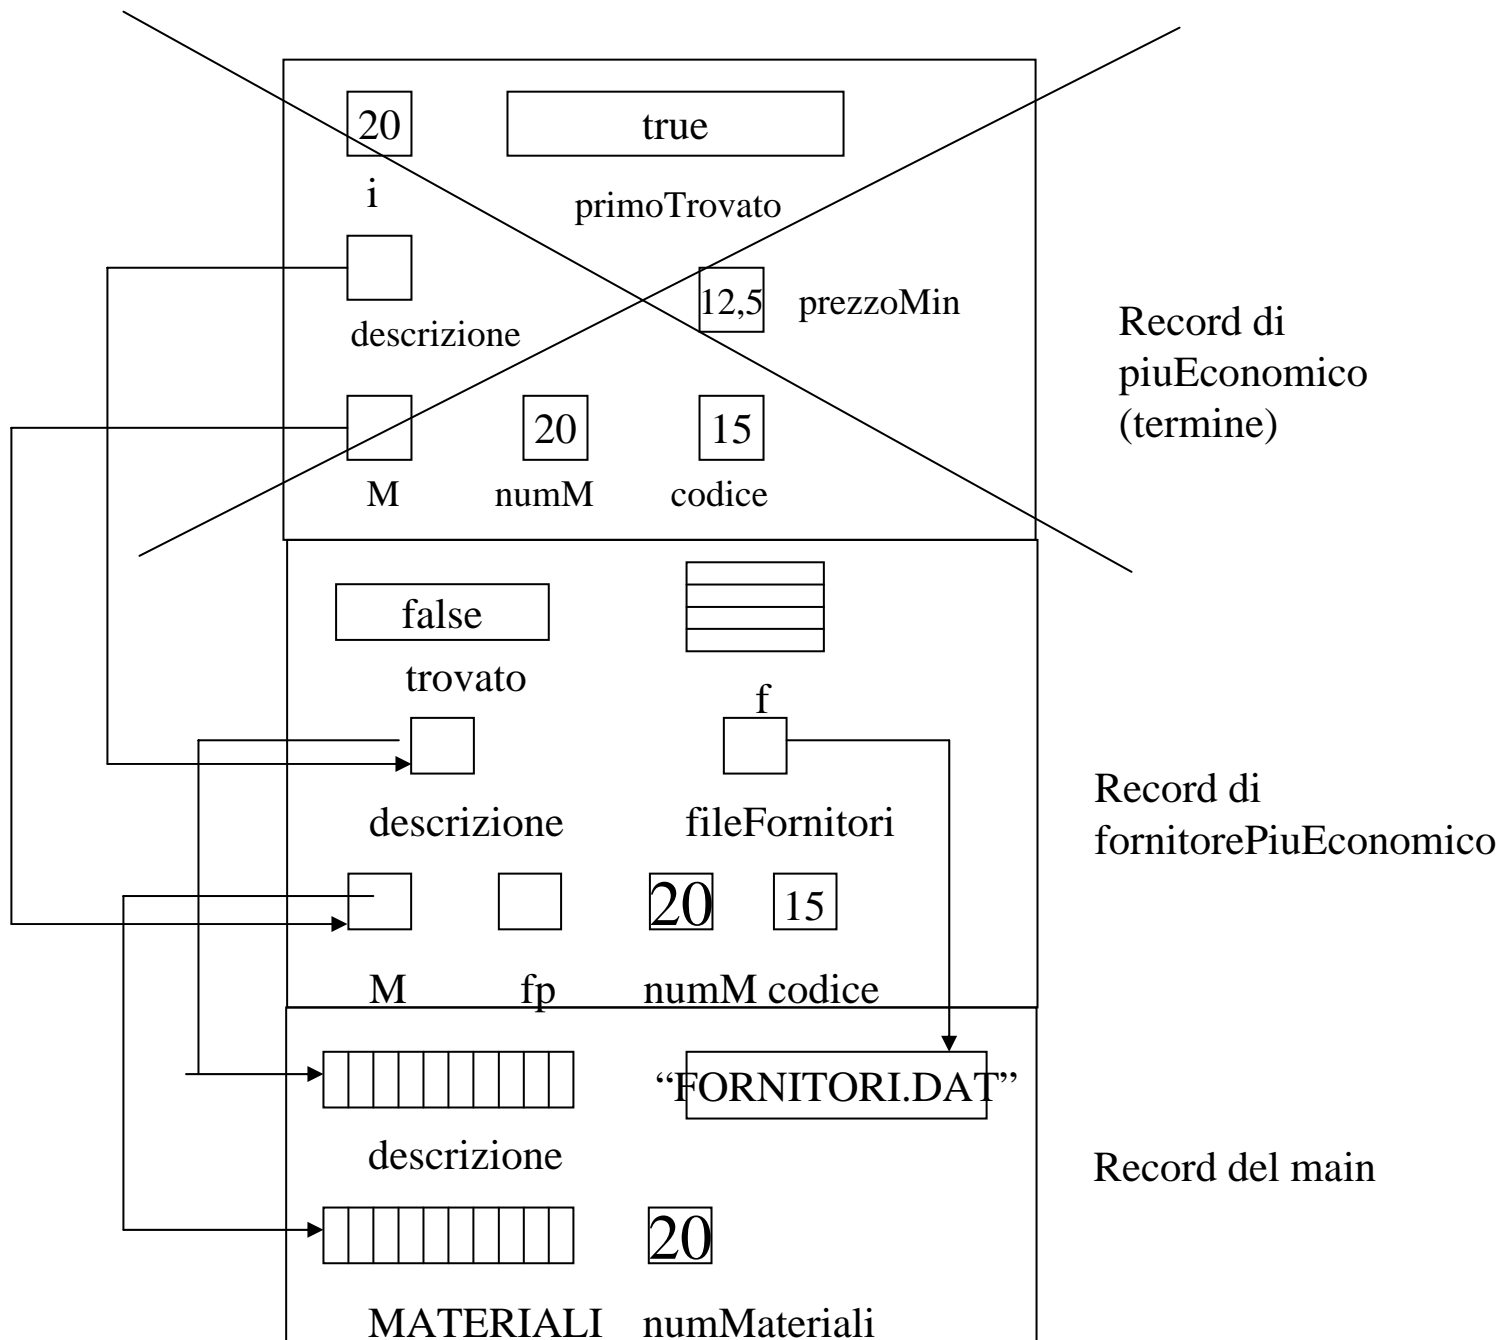 20 true
i
primoTrovato
12,5 prezzoMin
descrizione
20 15
M numM codice
Record di
piuEconomico
(termine)
false
trovato
f
descrizione fileFornitori
20 15
M fp numM codice
Record di
fornitorePiuEconomico
“FORNITORI.DAT”
descrizione
Record del main
20
MATERIALI numMateriali